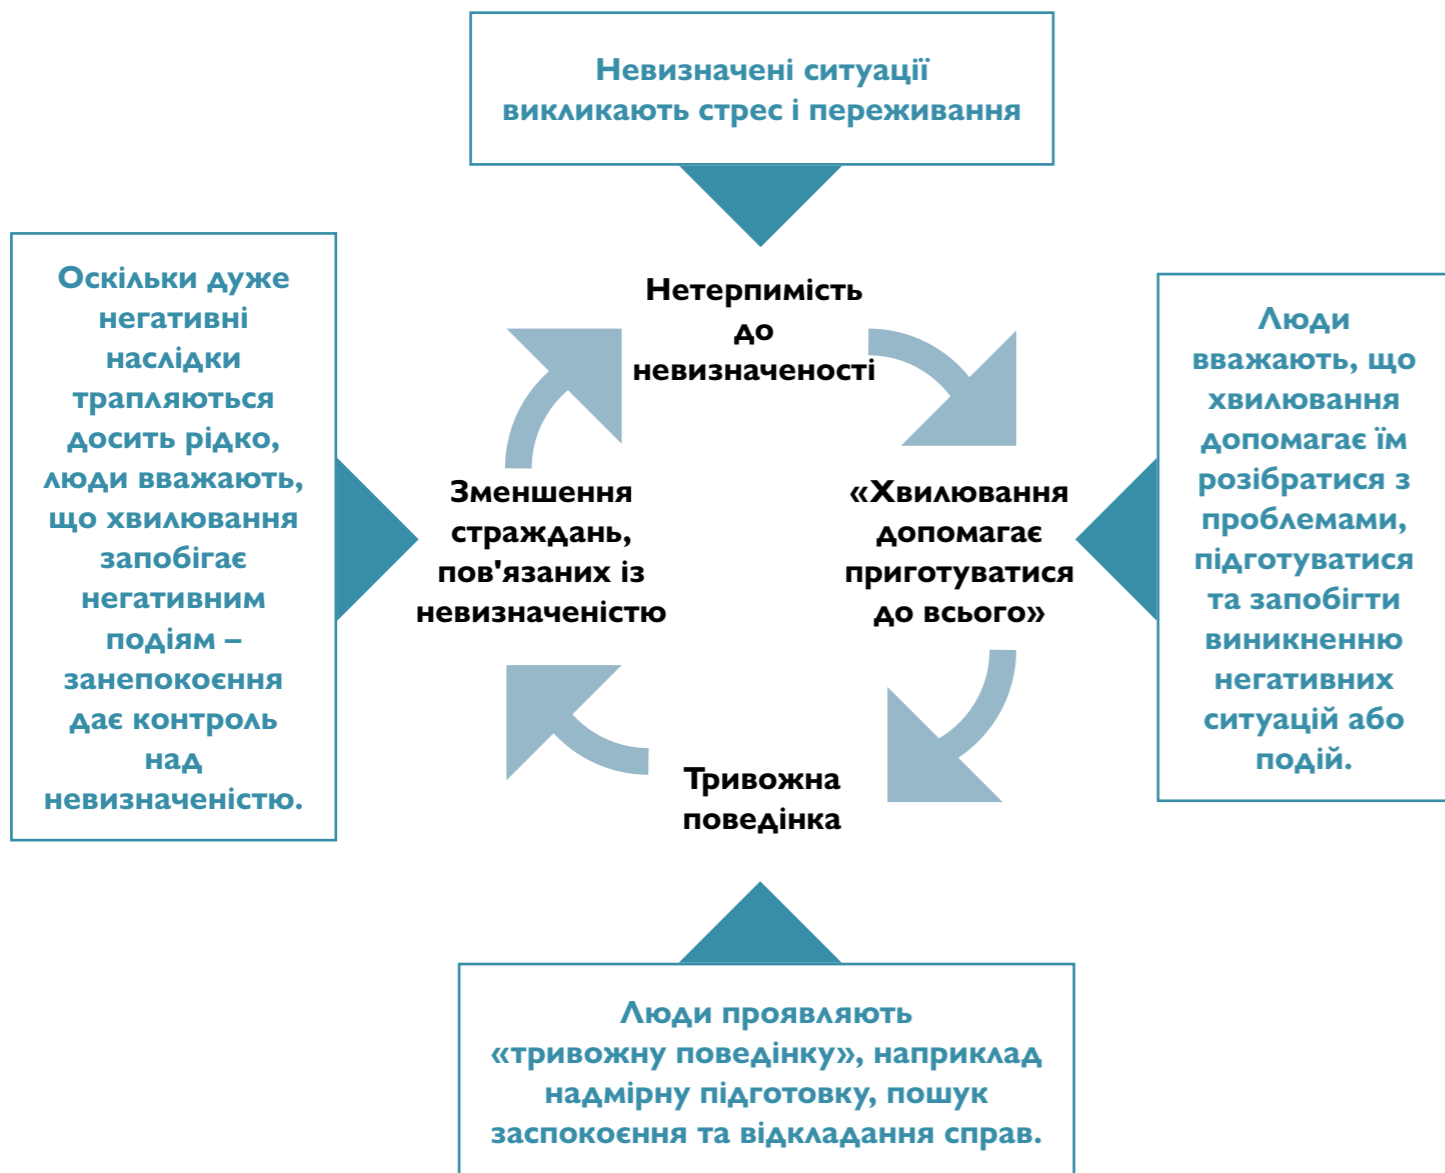 Невизначені ситуації
викликають стрес і переживання
Нетерпимість
до
невизначеності
Оскільки дуже
негативні
наслідки
трапляються
досить рідко,
люди вважають,
що хвилювання
запобігає
негативним
подіям –
занепокоєння
дає контроль
над
невизначеністю.
Люди
вважають, що
хвилювання
допомагає їм
розібратися з
проблемами,
підготуватися
та запобігти
виникненню
негативних
ситуацій або
подій.
Зменшення
страждань,
пов'язаних із
невизначеністю
«Хвилювання
допомагає
приготуватися
до всього»
Тривожна
поведінка
Люди проявляють
«тривожну поведінку», наприклад
надмірну підготовку, пошук
заспокоєння та відкладання справ.